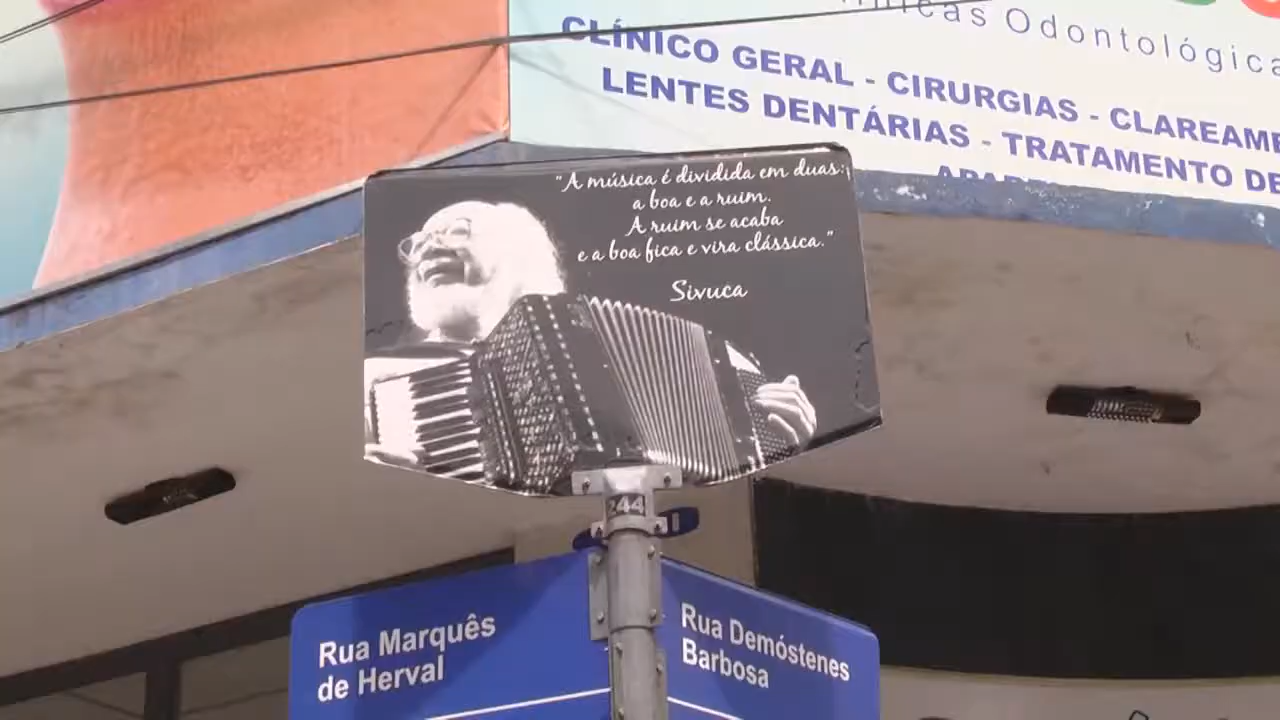 Clínicas Odontológica
CLÍNICO GERAL - CIRURGIAS - CLAREAME
LENTES DENTÁRIAS - TRATAMENTO DE
"A música é dividida em duas:
a boa e a ruim.
A ruim se acaba
e a boa fica e vira clássica."
Sivuca
244
Rua Marquês
de Herval
Rua Demóstenes
Barbosa